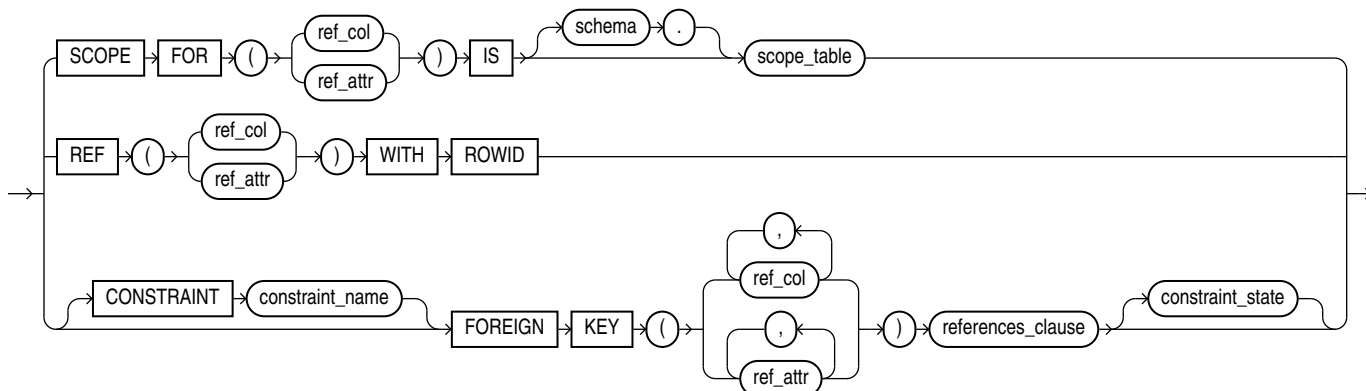 SCOPE FOR ( ref_col ref_attr ) IS schema . scope_table
REF ( ref_col ref_attr ) WITH ROWID
CONSTRAINT constraint_name FOREIGN KEY ( , ref_col , ref_attr ) references_clause constraint_state